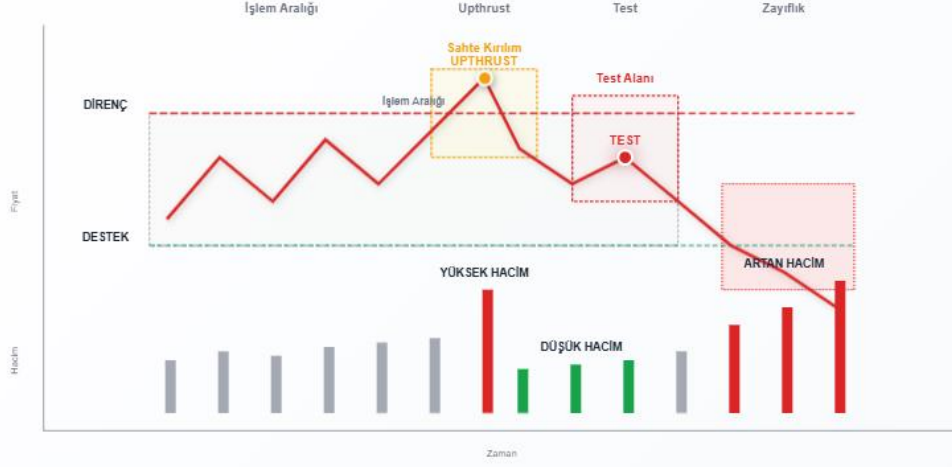 İşlem Aralığı
Upthrust
Test
Zayıflık
Sahte Kırılım
UPTHRUST
Test Alanı
DİRENÇ
İşlem Aralığı
TEST
Fiyat
DESTEK
ARTAN HACİM
YÜKSEK HACİM
DÜŞÜK HACİM
Hacim
Zaman